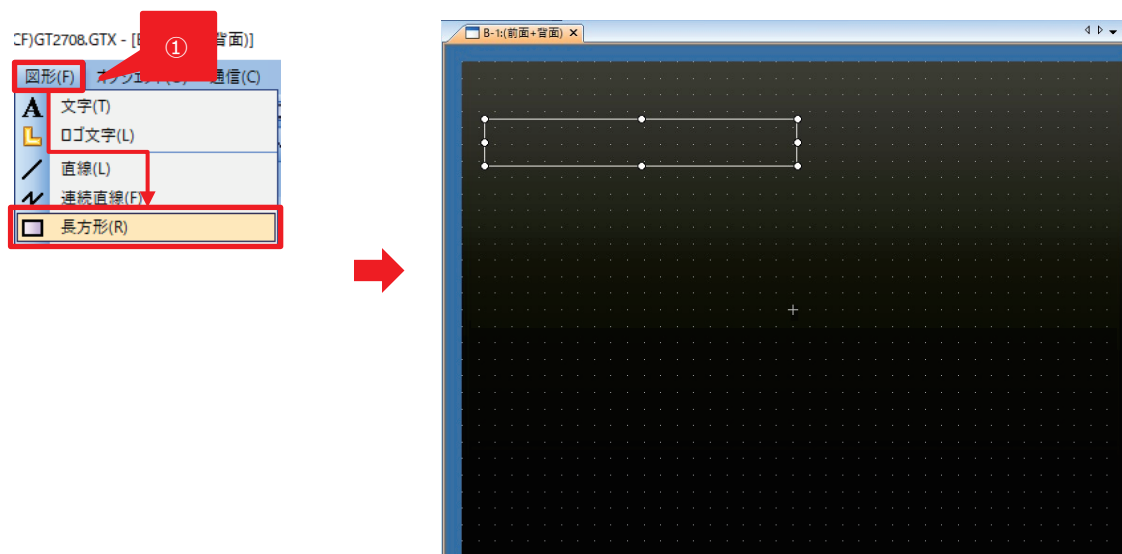 CF)GT2708.GTX - [
背面)]
①
図形(F)
通信(C)
A 文字(T)
ロゴ文字(L)
直線(L)
連続直線(F)
長方形(R)
B-1:(前面+背面) ×